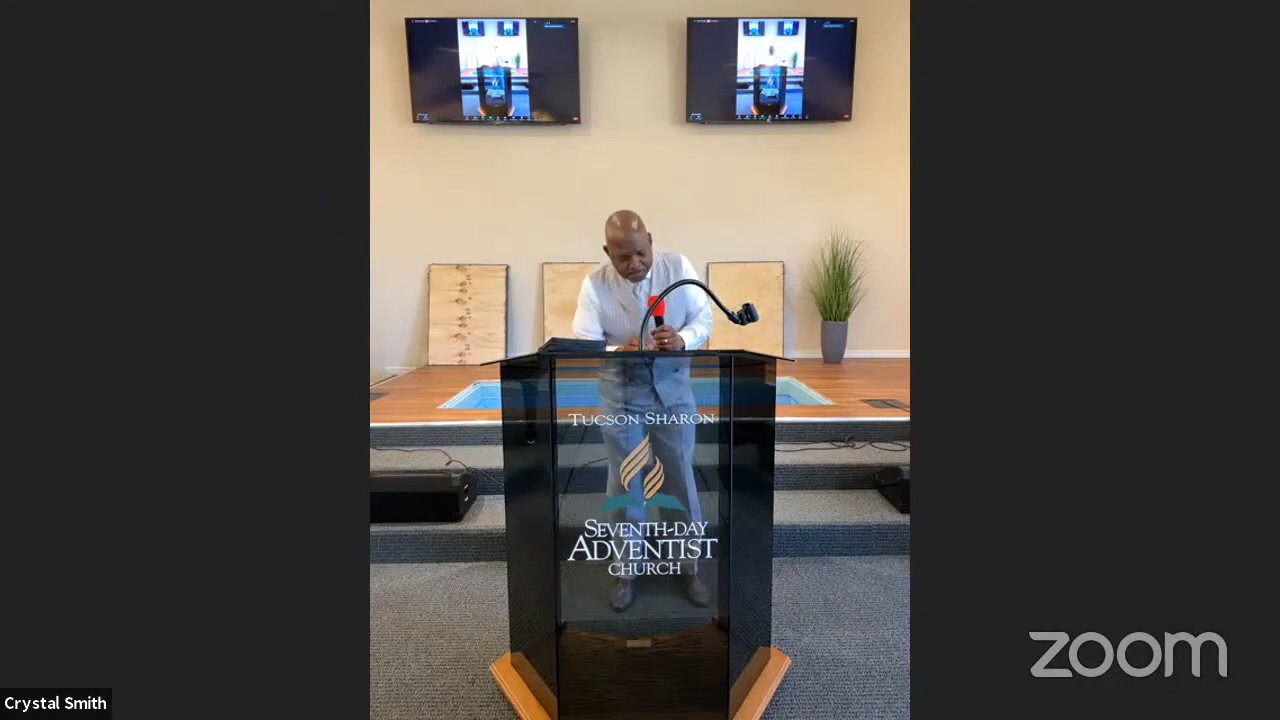 TUCSON SHARON
SEVENTH-DAY
ADVENTIST
CHURCH
zoom
Crystal Smith